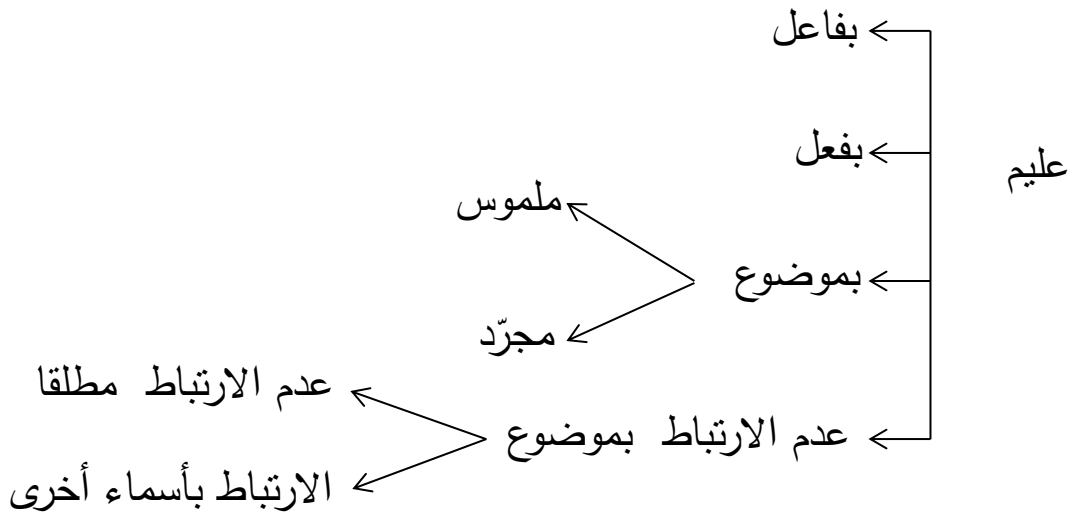 بفاعل
بفعل
عليم
ملموس
بموضوع
مجرّد
عدم الارتباط مطلقا
عدم الارتباط بموضوع
الارتباط بأسماء أخرى